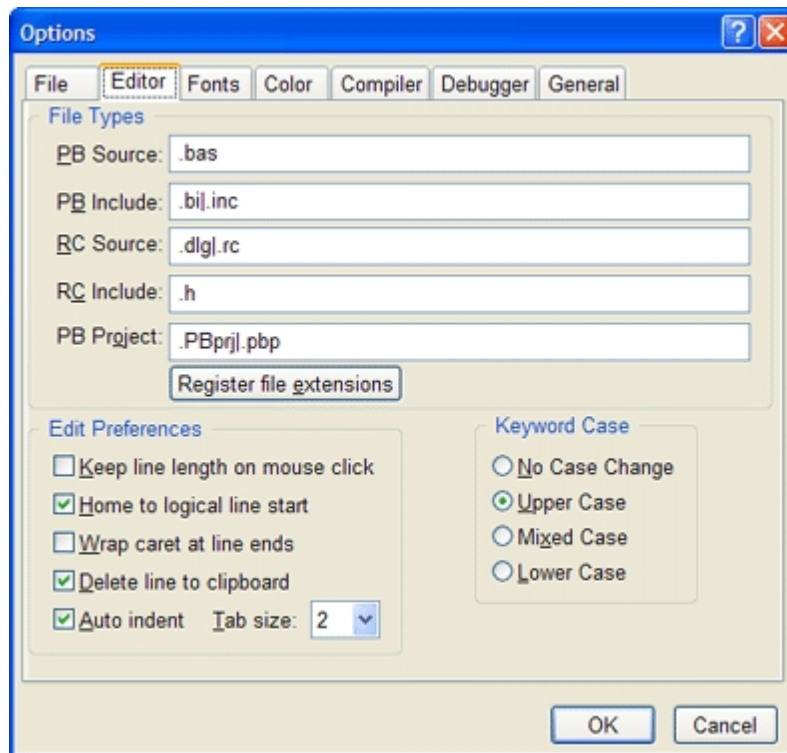 Options
File Editor Fonts Color Compiler Debugger General
File Types
PB Source: .bas
PB Include: .bi|.inc
RC Source: .dlg|.rc
RC Include: .h
PB Project: .PBprj|.pbp
Register file extensions
Edit Preferences
Keep line length on mouse click
Home to logical line start
Wrap caret at line ends
Delete line to clipboard
Auto indent Tab size: 2
Keyword Case
No Case Change
Upper Case
Mixed Case
Lower Case
OK Cancel